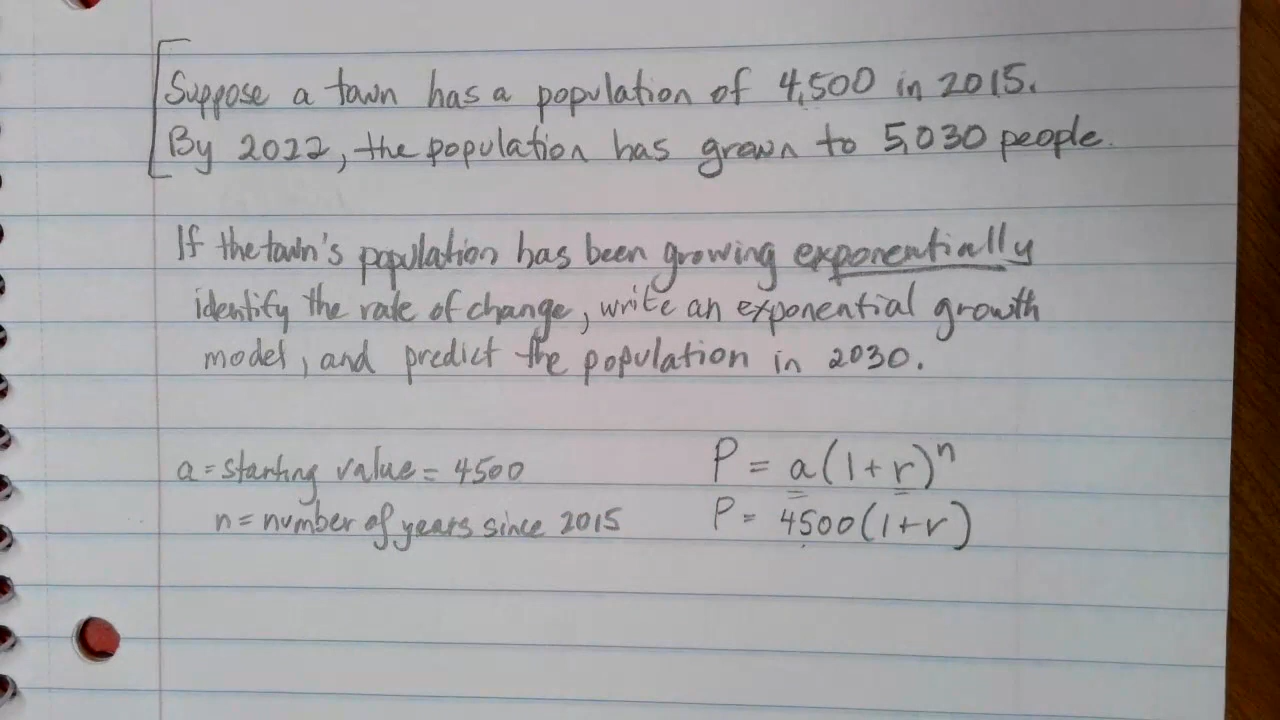 Suppose a town has a population of 4,500 in 2015.
By 2022, the population has grown to 5,030 people.
If the town's population has been growing exponentially
identify the rate of change, write an exponential growth
model, and predict the population in 2030.
a = starting value = 4500
n = number of years since 2015
P = a(1+r)^n
P = 4500(1+r)